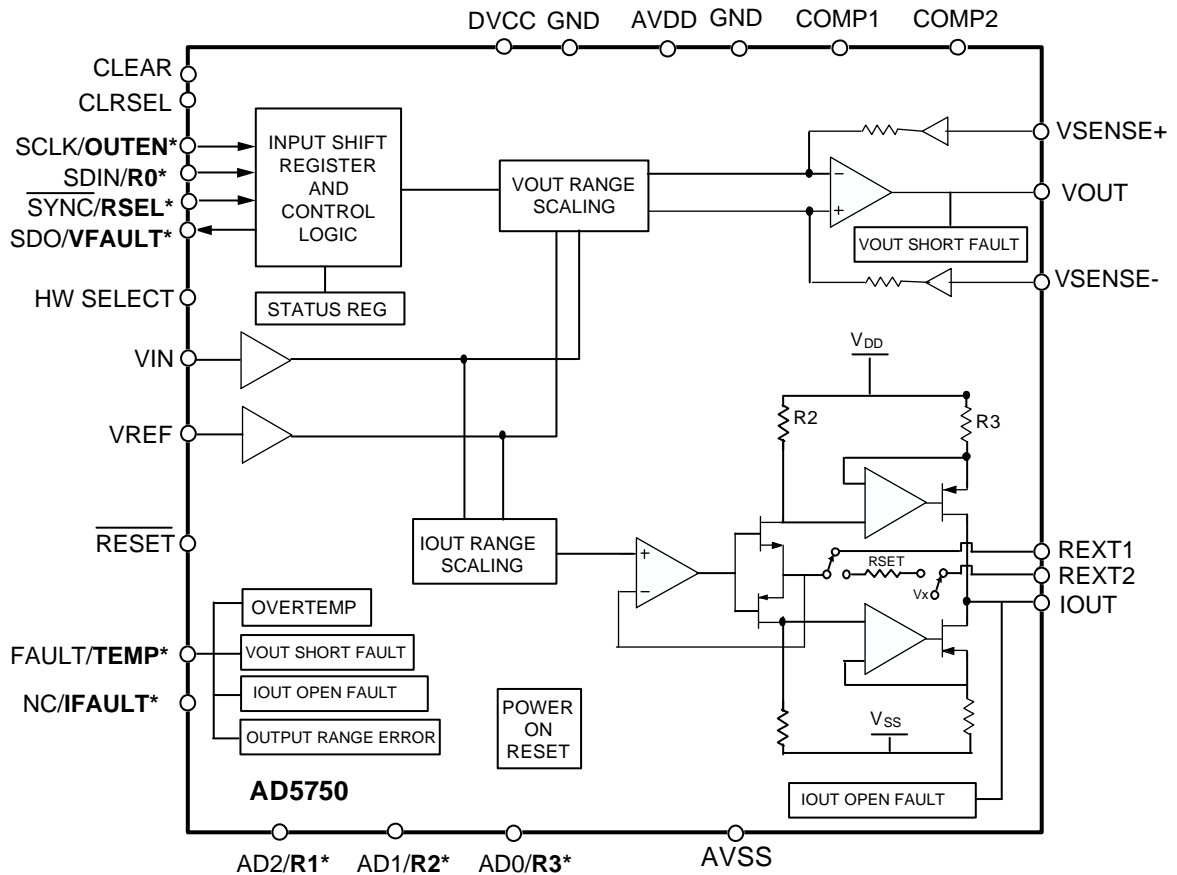 DVCC GND AVDD GND COMP1 COMP2
CLEAR
CLRSEL
SCLK/OUTEN*
SDIN/R0*
SYNC/RSEL*
SDO/VFAULT*
HW SELECT
VIN
VREF
RESET
FAULT/TEMP*
NC/IFAULT*
INPUT SHIFT
REGISTER
AND
CONTROL
LOGIC
STATUS REG
VOUT RANGE
SCALING
−
+
VOUT SHORT FAULT
VSENSE+
VOUT
VSENSE-
VDD
R2
R3
IOUT RANGE
SCALING
+
−
RSET
Vx
REXT1
REXT2
IOUT
VSS
OVERTEMP
VOUT SHORT FAULT
IOUT OPEN FAULT
OUTPUT RANGE ERROR
POWER
ON
RESET
IOUT OPEN FAULT
AD5750
AD2/R1* AD1/R2* AD0/R3* AVSS